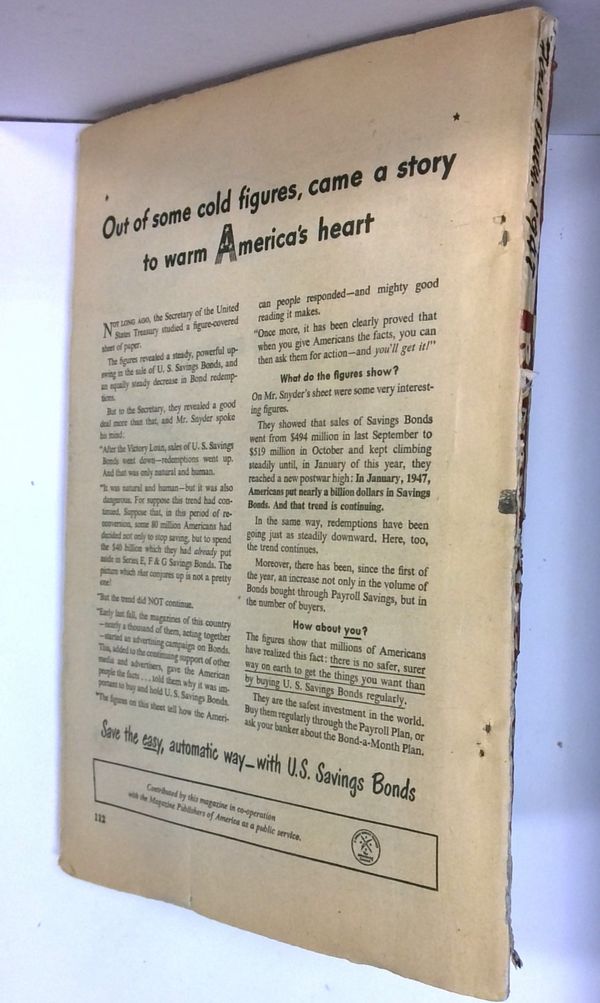 Out of some cold figures, came a story
to warm America's heart
NOT LONG AGO, the Secretary of the United
States Treasury studied a figure-covered
sheet of paper.
The figures revealed a steady, powerful up-
swing in the sale of U. S. Savings Bonds, and
an equally steady decrease in Bond redemp-
tions.
But to the Secretary, they revealed a good
deal more than that, and Mr. Snyder spoke
his mind:
"After the Victory Loan, sales of U. S. Savings
Bonds went down—redemptions went up.
And that was only natural and human.
"It was natural and human—but it was also
dangerous. For suppose this trend had con-
tinued. Suppose that, in this period of re-
conversion, some 80 million Americans had
decided not only to stop saving, but to spend
the $40 billion which they had already put
aside in Series E, F & G Savings Bonds. The
picture which that conjures up is not a pretty
one!
"But the trend did NOT continue.
"Early last fall, the magazines of this country
—nearly a thousand of them, acting together
—started an advertising campaign on Bonds.
This, added to the continuing support of other
media and advertisers, gave the American
people the facts . . . told them why it was im-
portant to buy and hold U. S. Savings Bonds.
"The figures on this sheet tell how the Ameri-
can people responded—and mighty good
reading it makes.
"Once more, it has been clearly proved that
when you give Americans the facts, you can
then ask them for action—and you'll get it!"
What do the figures show?
On Mr. Snyder's sheet were some very interest-
ing figures.
They showed that sales of Savings Bonds
went from $494 million in last September to
$519 million in October and kept climbing
steadily until, in January of this year, they
reached a new postwar high: In January, 1947,
Americans put nearly a billion dollars in Savings
Bonds. And that trend is continuing.
In the same way, redemptions have been
going just as steadily downward. Here, too,
the trend continues.
Moreover, there has been, since the first of
the year, an increase not only in the volume of
Bonds bought through Payroll Savings, but in
the number of buyers.
How about you?
The figures show that millions of Americans
have realized this fact: there is no safer, surer
way on earth to get the things you want than
by buying U. S. Savings Bonds regularly.
They are the safest investment in the world.
Buy them regularly through the Payroll Plan, or
ask your banker about the Bond-a-Month Plan.
Save the easy, automatic way—with U.S. Savings Bonds
Contributed by this magazine in co-operation
with the Magazine Publishers of America as a public service.
112